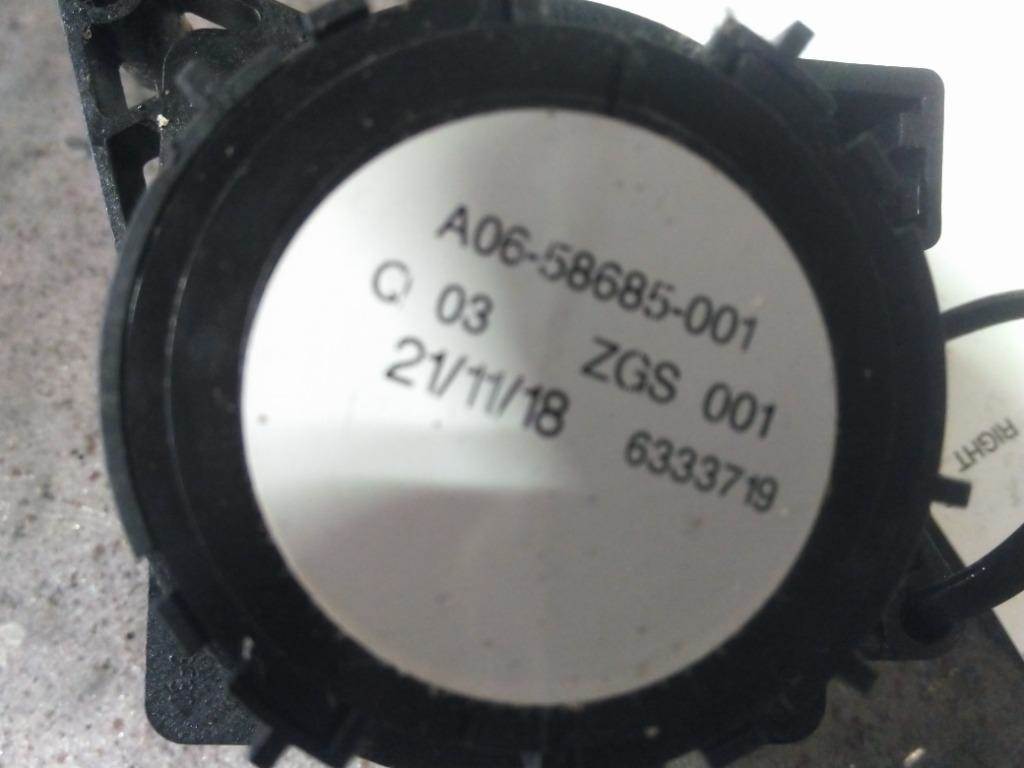 A06-58685-001
Q 03 ZGS 001
21/11/18 6333719
RIGHT